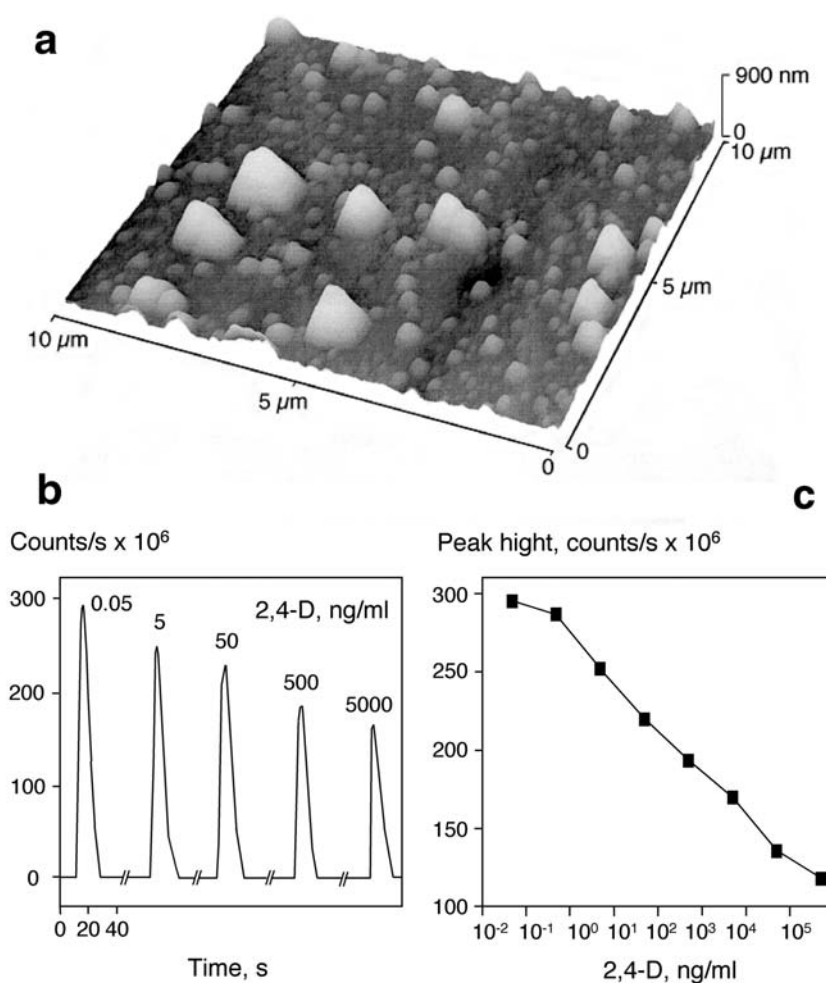 a
900 nm
0
10 µm
5 µm
0
10 µm
5 µm
0
b
Counts/s x 10⁶
300
200
100
0
0.05
5
50
500
5000
2,4-D, ng/ml
0 20 40
Time, s
c
Peak hight, counts/s x 10⁶
300
250
200
150
100
10⁻² 10⁻¹ 10⁰ 10¹ 10² 10³ 10⁴ 10⁵
2,4-D, ng/ml